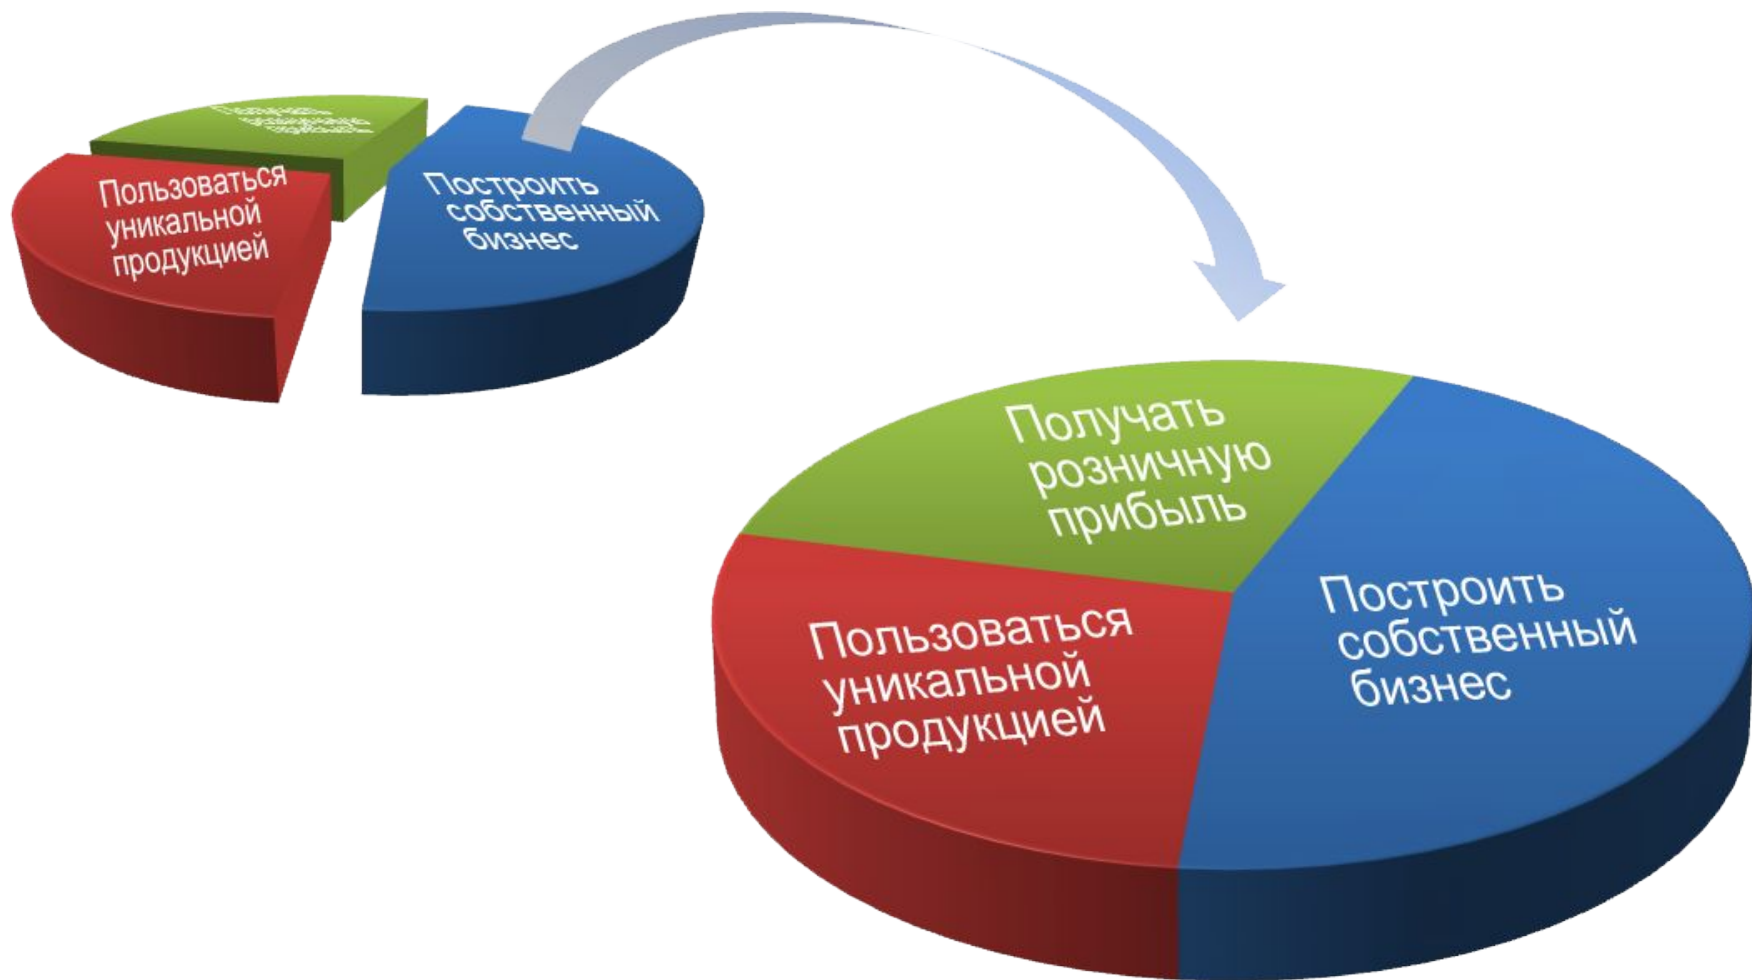 Пользоваться
уникальной
продукцией
Построить
собственный
бизнес
Получать
розничную
прибыль
Пользоваться
уникальной
продукцией
Построить
собственный
бизнес